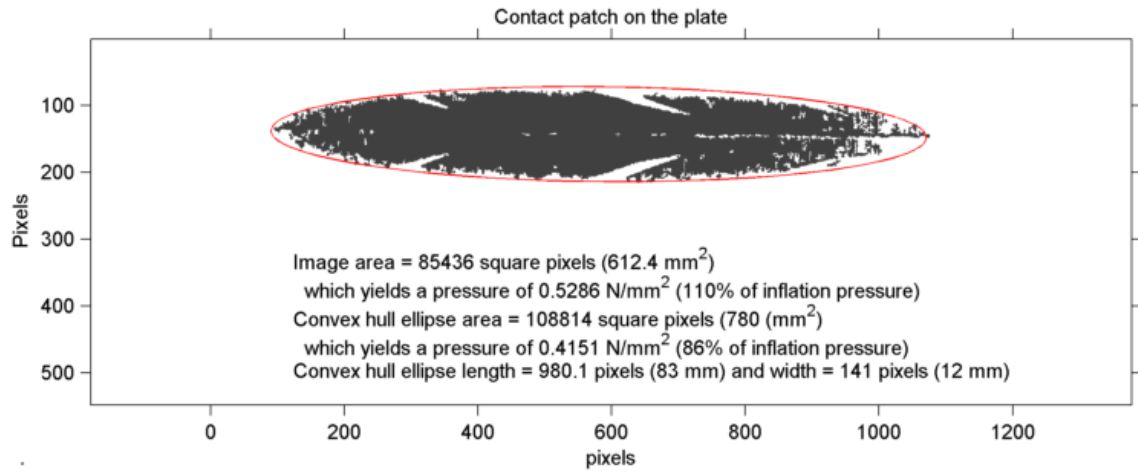 Contact patch on the plate
Pixels
100
200
300
400
500
Image area = 85436 square pixels (612.4 mm²)
which yields a pressure of 0.5286 N/mm² (110% of inflation pressure)
Convex hull ellipse area = 108814 square pixels (780 (mm²)
which yields a pressure of 0.4151 N/mm² (86% of inflation pressure)
Convex hull ellipse length = 980.1 pixels (83 mm) and width = 141 pixels (12 mm)
0 200 400 600 800 1000 1200
pixels
.